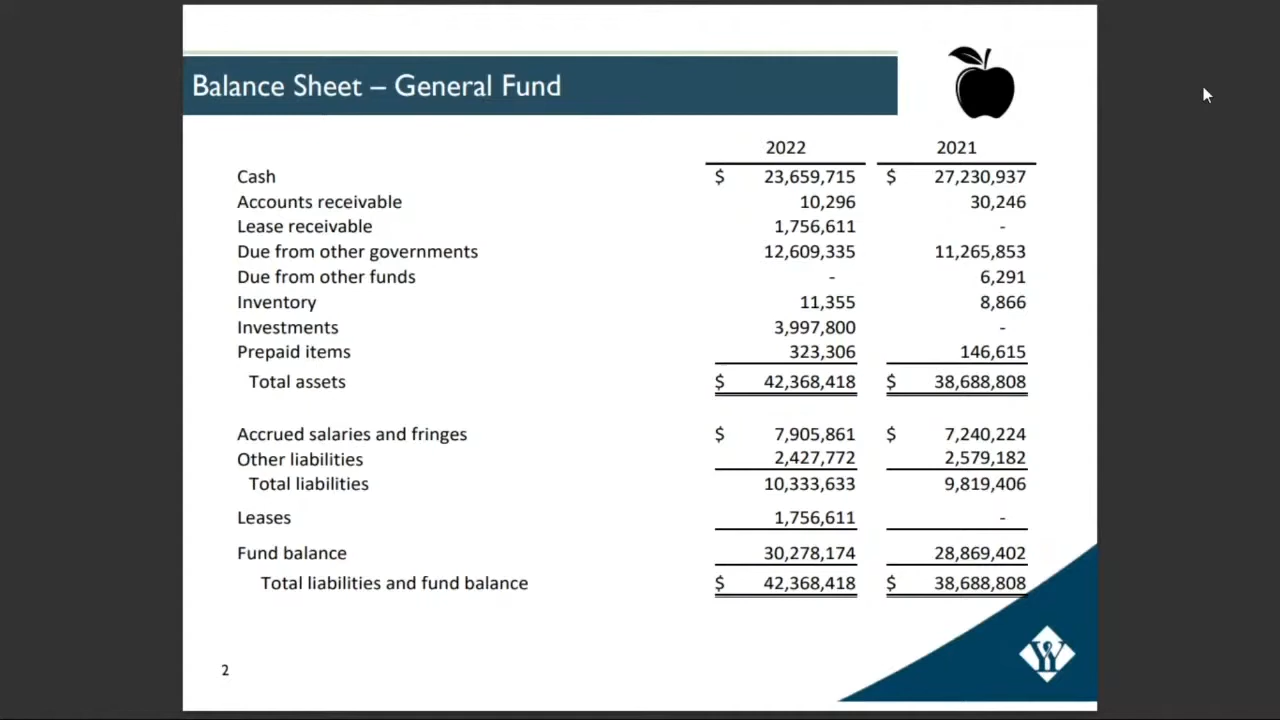 Balance Sheet – General Fund
2022 2021
Cash $ 23,659,715 $ 27,230,937
Accounts receivable 10,296 30,246
Lease receivable 1,756,611 -
Due from other governments 12,609,335 11,265,853
Due from other funds - 6,291
Inventory 11,355 8,866
Investments 3,997,800 -
Prepaid items 323,306 146,615
Total assets $ 42,368,418 $ 38,688,808
Accrued salaries and fringes $ 7,905,861 $ 7,240,224
Other liabilities 2,427,772 2,579,182
Total liabilities 10,333,633 9,819,406
Leases 1,756,611 -
Fund balance 30,278,174 28,869,402
Total liabilities and fund balance $ 42,368,418 $ 38,688,808
2